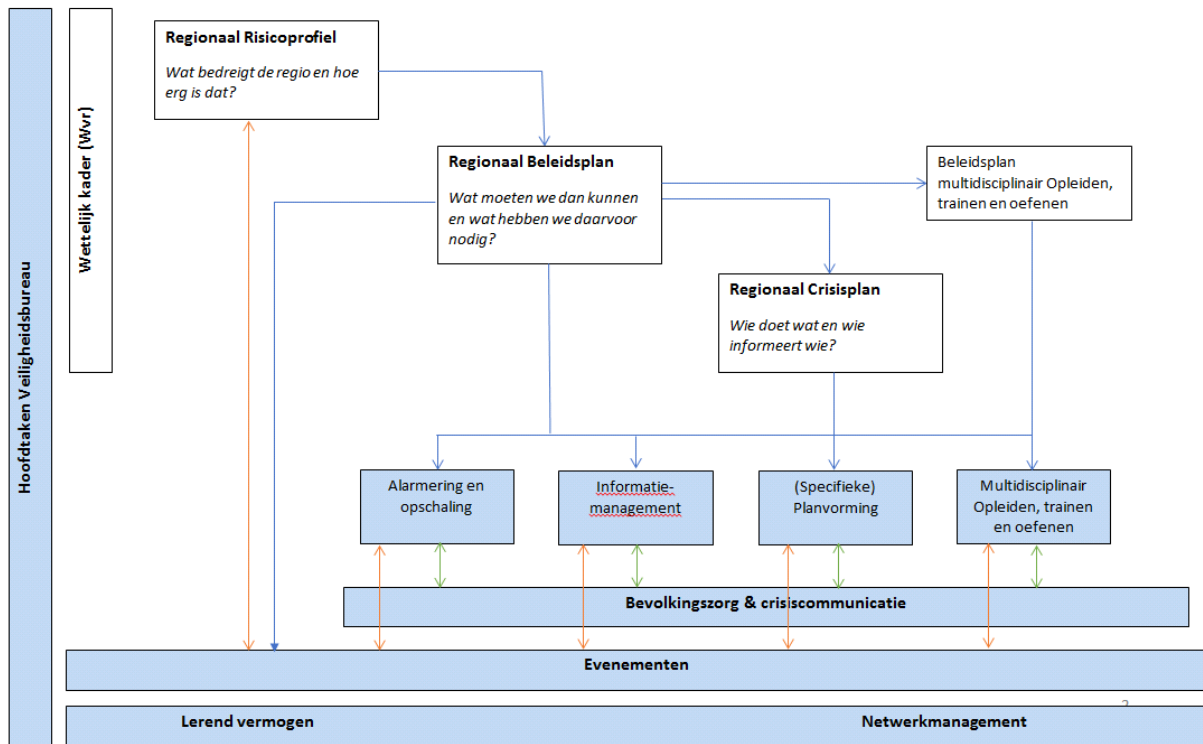 Hoofdtaken Veiligheidsbureau
Wettelijk kader (Wvr)
Regionaal Risicoprofiel
Wat bedreigt de regio en hoe
erg is dat?
Regionaal Beleidsplan
Wat moeten we dan kunnen
en wat hebben we daarvoor
nodig?
Beleidsplan
multidisciplinair Opleiden,
trainen en oefenen
Regionaal Crisisplan
Wie doet wat en wie
informeert wie?
Alarmering en
opschaling
Informatie-
management
(Specifieke)
Planvorming
Multidisciplinair
Opleiden, trainen
en oefenen
Bevolkingszorg & crisiscommunicatie
Evenementen
Lerend vermogen
Netwerkmanagement